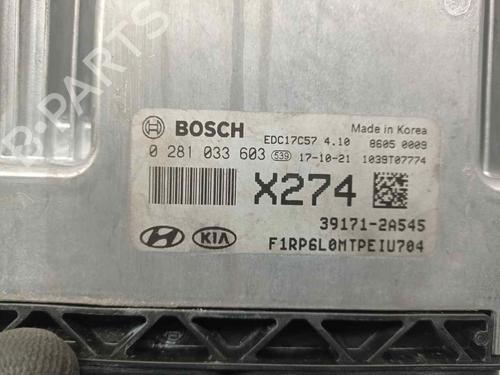 BOSCH
EDC17C57 4.10
Made in Korea
8605 0009
0 281 033 603 539 17-10-21 1039T07774
X274
39171-2A545
KIA
F1RP6L0MTPEIU704